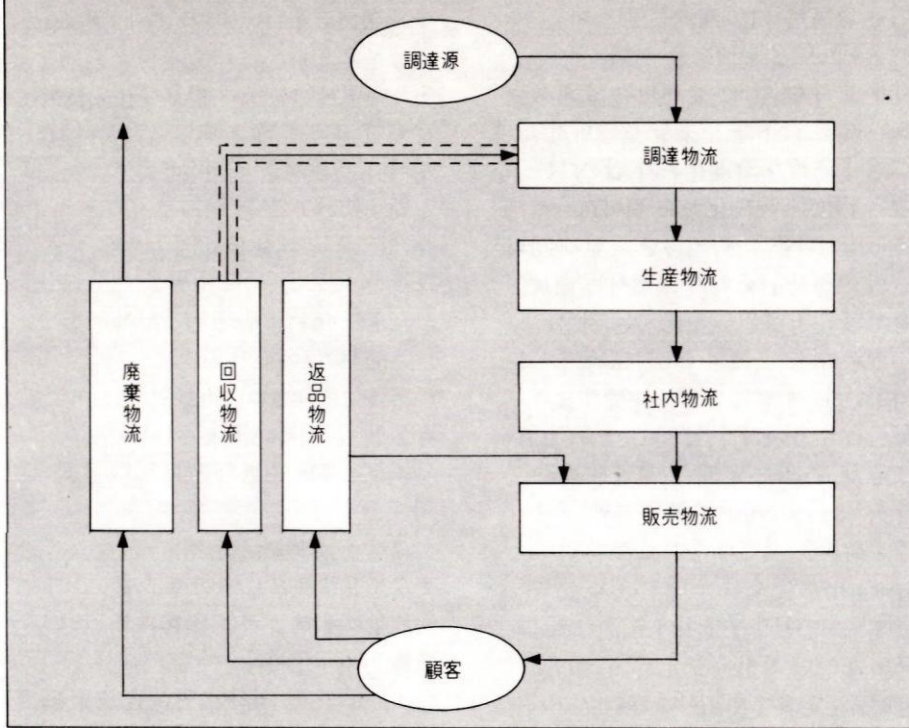 調達源
調達物流
生産物流
社内物流
販売物流
廃棄物流
回収物流
返品物流
顧客